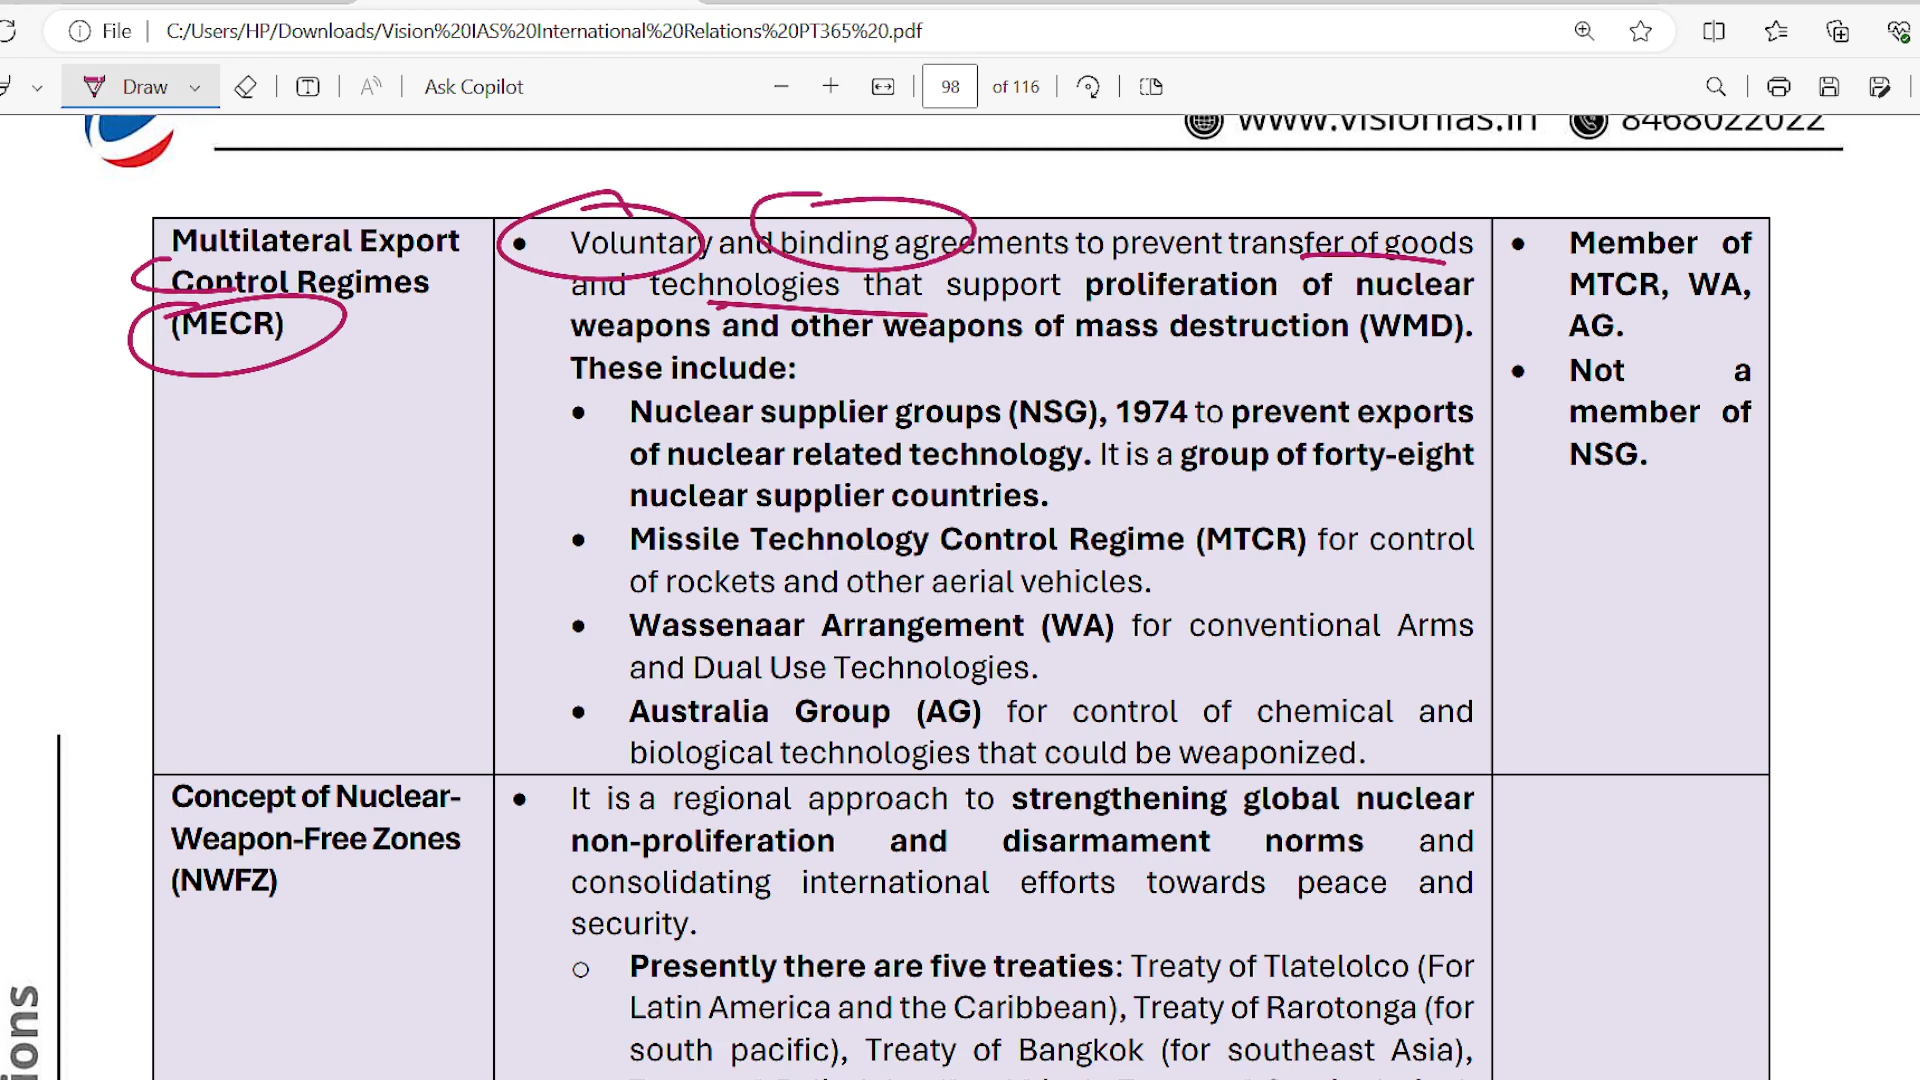 File
C:/Users/HP/Downloads/Vision%20IAS%20International%20Relations%20PT365%20.pdf
Draw
Ask Copilot
98 of 116
www.visionias.in 8468022022
Multilateral Export
Control Regimes
(MECR)
• Voluntary and binding agreements to prevent transfer of goods
and technologies that support proliferation of nuclear
weapons and other weapons of mass destruction (WMD).
These include:
• Nuclear supplier groups (NSG), 1974 to prevent exports
of nuclear related technology. It is a group of forty-eight
nuclear supplier countries.
• Missile Technology Control Regime (MTCR) for control
of rockets and other aerial vehicles.
• Wassenaar Arrangement (WA) for conventional Arms
and Dual Use Technologies.
• Australia Group (AG) for control of chemical and
biological technologies that could be weaponized.
• Member of
MTCR, WA,
AG.
• Not a
member of
NSG.
Concept of Nuclear-
Weapon-Free Zones
(NWFZ)
• It is a regional approach to strengthening global nuclear
non-proliferation and disarmament norms and
consolidating international efforts towards peace and
security.
o Presently there are five treaties: Treaty of Tlatelolco (For
Latin America and the Caribbean), Treaty of Rarotonga (for
south pacific), Treaty of Bangkok (for southeast Asia),
ions